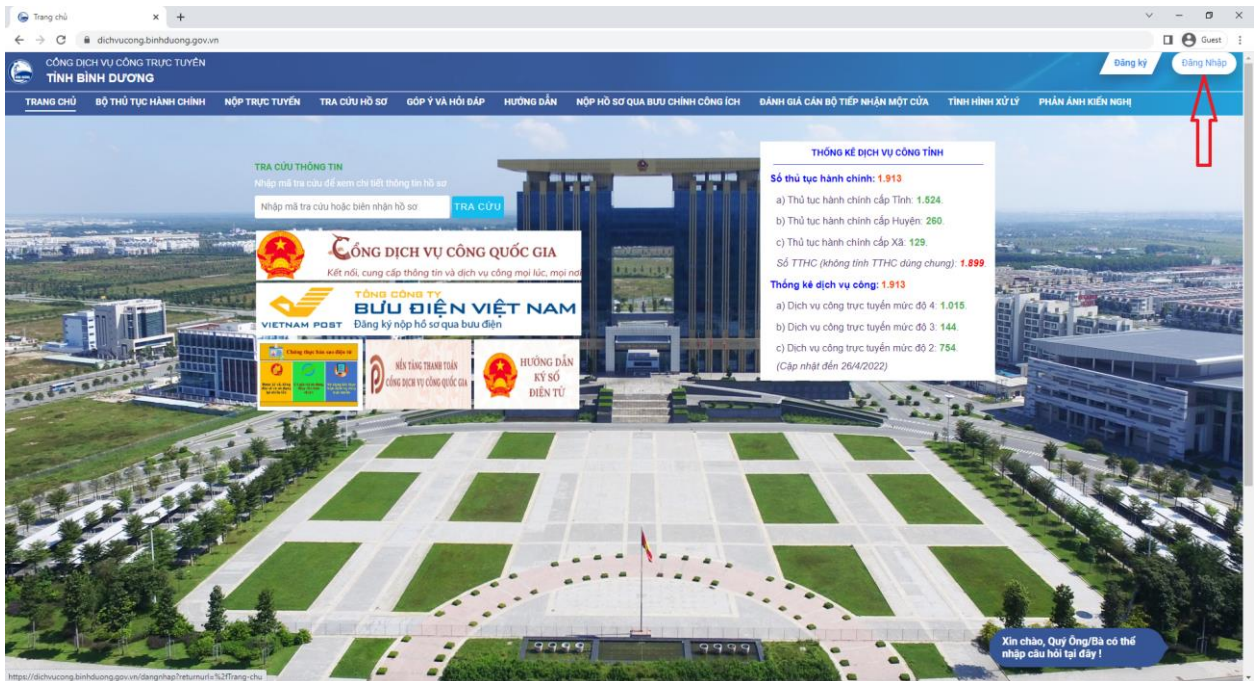 Trang chủ
dichvucong.binhduong.gov.vn
Guest
CỔNG DỊCH VỤ CÔNG TRỰC TUYẾN
TỈNH BÌNH DƯƠNG
Đăng ký
Đăng Nhập
TRANG CHỦ BỘ THỦ TỤC HÀNH CHÍNH NỘP TRỰC TUYẾN TRA CỨU HỒ SƠ GÓP Ý VÀ HỎI ĐÁP HƯỚNG DẪN NỘP HỒ SƠ QUA BƯU CHÍNH CÔNG ÍCH ĐÁNH GIÁ CÁN BỘ TIẾP NHẬN MỘT CỬA TÌNH HÌNH XỬ LÝ PHẢN ÁNH KIẾN NGHỊ
TRA CỨU THÔNG TIN
Nhập mã tra cứu để xem chi tiết thông tin hồ sơ
Nhập mã tra cứu hoặc biên nhận hồ sơ
TRA CỨU
CỔNG DỊCH VỤ CÔNG QUỐC GIA
Kết nối, cung cấp thông tin và dịch vụ công mọi lúc, mọi nơi
TỔNG CÔNG TY
BƯU ĐIỆN VIỆT NAM
VIETNAM POST
Đăng ký nộp hồ sơ qua bưu điện
Chứng thực bản sao điện tử
NỀN TẢNG THANH TOÁN
CỔNG DỊCH VỤ CÔNG QUỐC GIA
HƯỚNG DẪN
KÝ SỐ
ĐIỆN TỬ
THỐNG KÊ DỊCH VỤ CÔNG TỈNH
Số thủ tục hành chính: 1.913.
a) Thủ tục hành chính cấp Tỉnh: 1.524.
b) Thủ tục hành chính cấp Huyện: 260.
c) Thủ tục hành chính cấp Xã: 129.
Số TTHC (không tính TTHC dùng chung): 1.899.
Thống kê dịch vụ công: 1.913
a) Dịch vụ công trực tuyến mức độ 4: 1.015.
b) Dịch vụ công trực tuyến mức độ 3: 144.
c) Dịch vụ công trực tuyến mức độ 2: 754.
(Cập nhật đến 26/4/2022)
Xin chào, Quý Ông/Bà có thể
nhập câu hỏi tại đây !
https://dichvucong.binhduong.gov.vn/dangnhap?returnurl=%2fTrang-chu